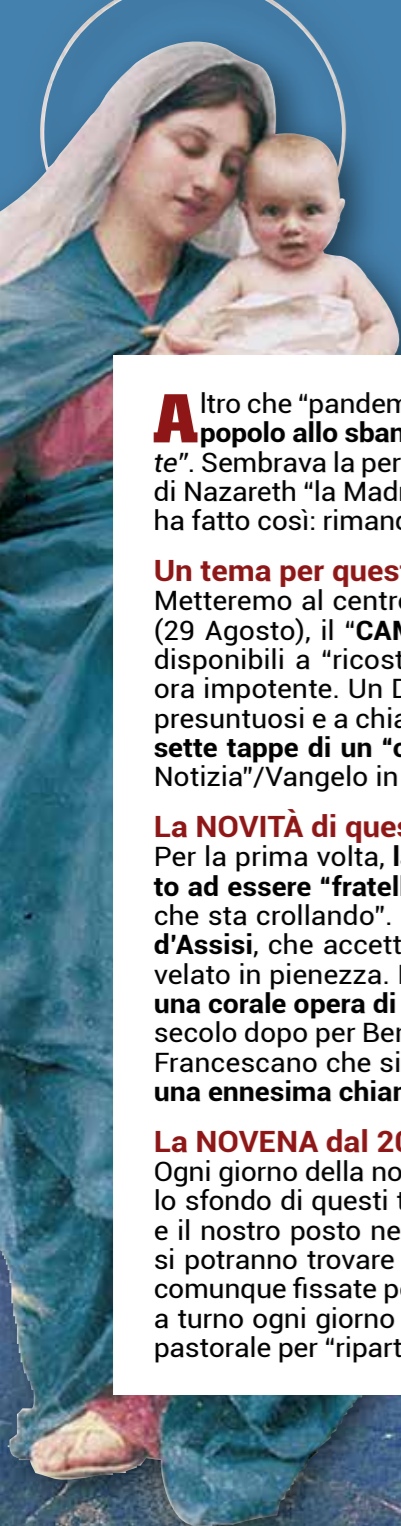 Altro che "pandem
popolo allo sban
te". Sembrava la per
di Nazareth "la Madr
ha fatto così: rimand
Un tema per quest
Metteremo al centro
(29 Agosto), il "CAM
disponibili a "ricost
ora impotente. Un D
presuntuosi e a chia
sette tappe di un "c
Notizia"/Vangelo in
La NOVITÀ di ques
Per la prima volta, l
to ad essere "fratell
che sta crollando".
d'Assisi, che accett
velato in pienezza. I
una corale opera di
secolo dopo per Ber
Francescano che si
una ennesima chiar
La NOVENA dal 20
Ogni giorno della no
lo sfondo di questi t
e il nostro posto ne
si potranno trovare
comunque fissate pe
a turno ogni giorno
pastorale per "ripart